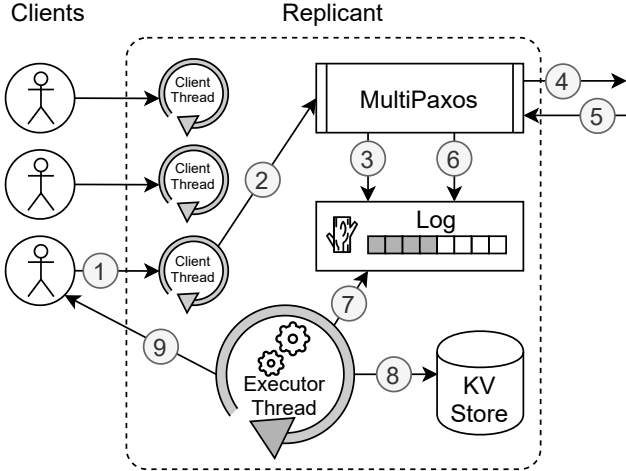 Clients
Replicant
Client
Thread
MultiPaxos
4
5
Client
Thread
2
3
6
Log
1
Client
Thread
7
9
Executor
Thread
8
KV
Store